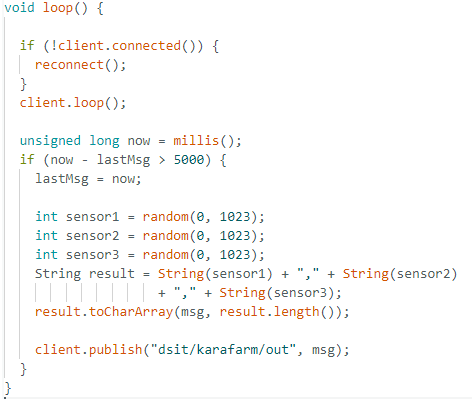 void loop() {
if (!client.connected()) {
reconnect();
}
client.loop();
unsigned long now = millis();
if (now - lastMsg > 5000) {
lastMsg = now;
int sensor1 = random(0, 1023);
int sensor2 = random(0, 1023);
int sensor3 = random(0, 1023);
String result = String(sensor1) + "," + String(sensor2)
+ "," + String(sensor3);
result.toCharArray(msg, result.length());
client.publish("dsit/karafarm/out", msg);
}
}